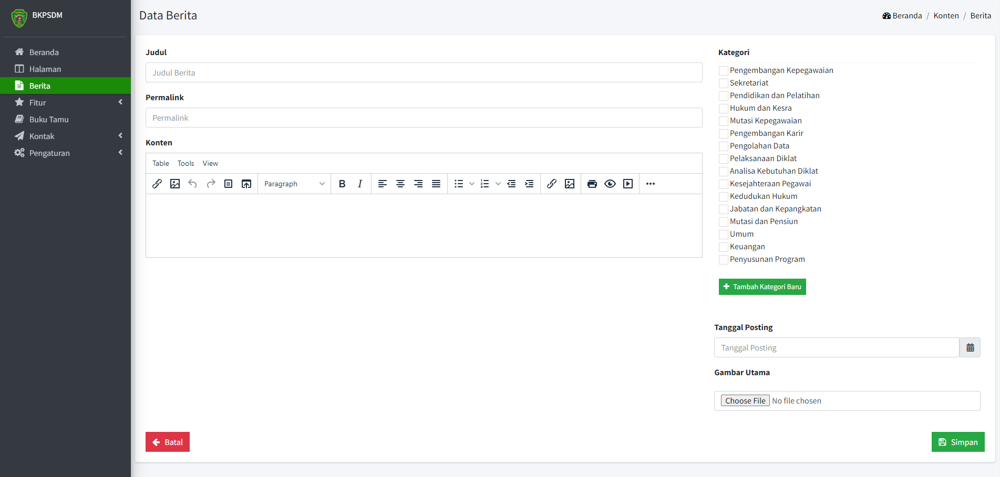 BKPSDM
Beranda
Halaman
Berita
Fitur
Buku Tamu
Kontak
Pengaturan
Data Berita
Beranda / Konten / Berita
Judul
Judul Berita
Permalink
Permalink
Konten
Table Tools View
Paragraph B I
Kategori
Pengembangan Kepegawaian
Sekretariat
Pendidikan dan Pelatihan
Hukum dan Kesra
Mutasi Kepegawaian
Pengembangan Karir
Pengolahan Data
Pelaksanaan Diklat
Analisa Kebutuhan Diklat
Kesejahteraan Pegawai
Kedudukan Hukum
Jabatan dan Kepangkatan
Mutasi dan Pensiun
Umum
Keuangan
Penyusunan Program
Tambah Kategori Baru
Tanggal Posting
Tanggal Posting
Gambar Utama
Choose File No file chosen
Batal
Simpan